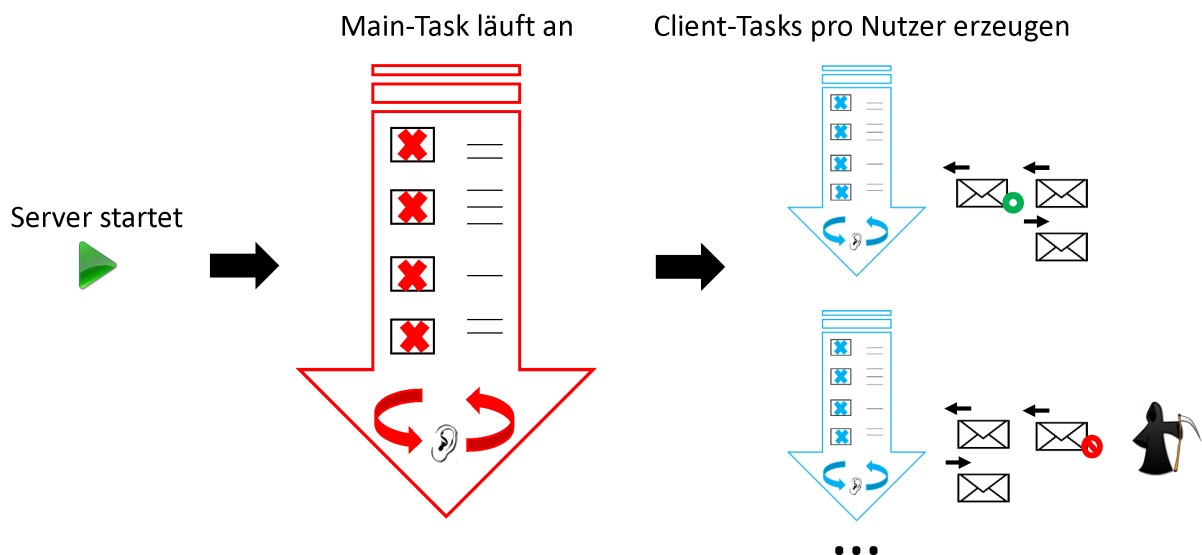 Main-Task läuft an
Client-Tasks pro Nutzer erzeugen
Server startet
...